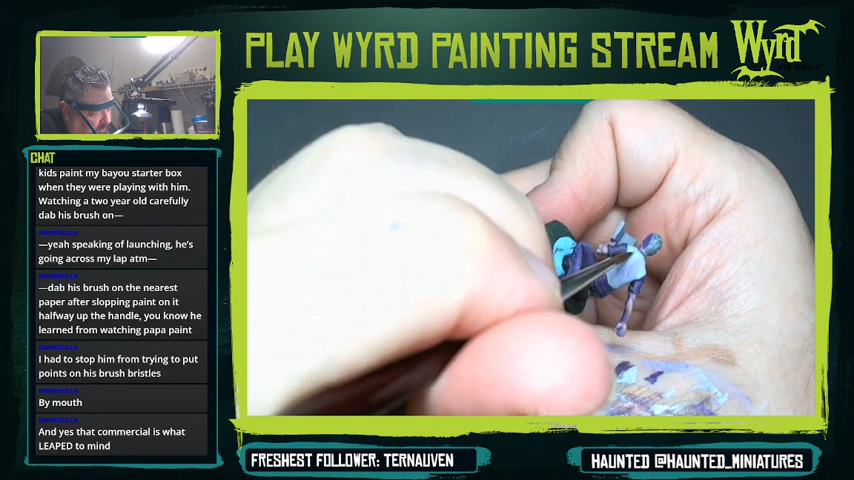 PLAY WYRD PAINTING STREAM
Wyrd
CHAT
kids paint my bayou starter box
when they were playing with him.
Watching a two year old carefully
dab his brush on—
—yeah speaking of launching, he's
going across my lap atm—
—dab his brush on the nearest
paper after slopping paint on it
halfway up the handle, you know he
learned from watching papa paint
I had to stop him from trying to put
points on his brush bristles
By mouth
And yes that commercial is what
LEAPED to mind
FRESHEST FOLLOWER: TERNAUVEN
HAUNTED @HAUNTED_MINIATURES